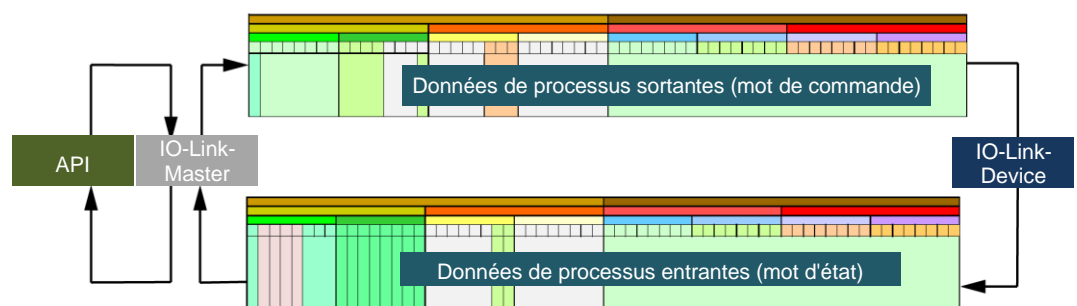 Données de processus sortantes (mot de commande)
API
IO-Link-
Master
IO-Link-
Device
Données de processus entrantes (mot d'état)